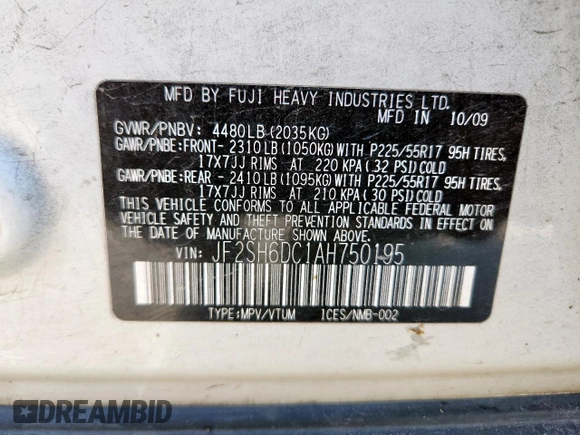 MFD BY FUJI HEAVY INDUSTRIES LTD.
MFD IN 10/09
GVWR/PNBV: 4480LB(2035KG)
GAWR/PNBE:FRONT- 2310LB(1050KG)WITH P225/55R17 95H TIRES,
17X7JJ RIMS AT 220 KPA(32 PSI)COLD
GAWR/PNBE:REAR - 2410LB(1095KG)WITH P225/55R17 95H TIRES,
17X7JJ RIMS AT 210 KPA(30 PSI)COLD
THIS VEHICLE CONFORMS TO ALL APPLICABLE FEDERAL MOTOR
VEHICLE SAFETY AND THEFT PREVENTION STANDARDS IN EFFECT ON
THE DATE OF MANUFACTURE SHOWN ABOVE.
VIN: JF2SH6DC1AH750195
TYPE:MPV/VTUM ICES/NMB-002
DREAMBID